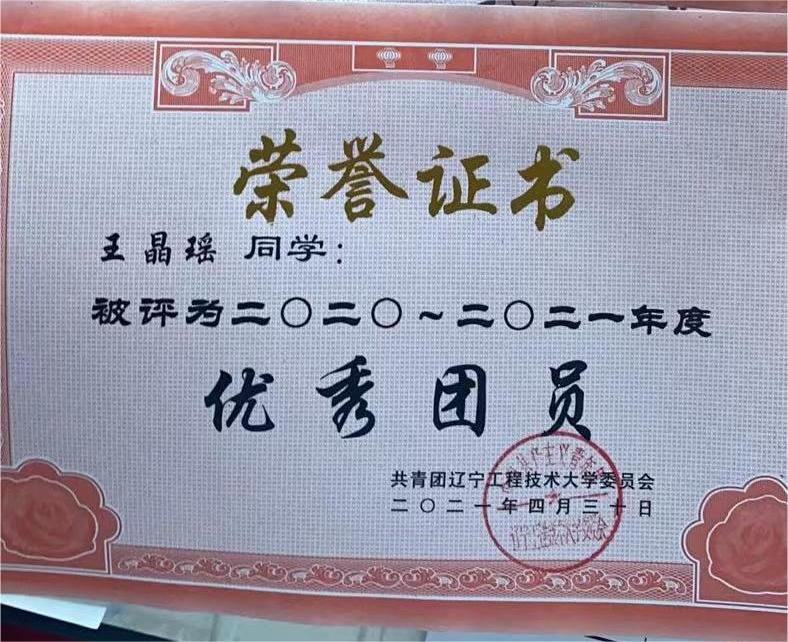 荣誉证书
王晶瑶 同学：
被评为二〇二〇～二〇二一年度
优秀团员
共青团辽宁工程技术大学委员会
二〇二一年四月三十日